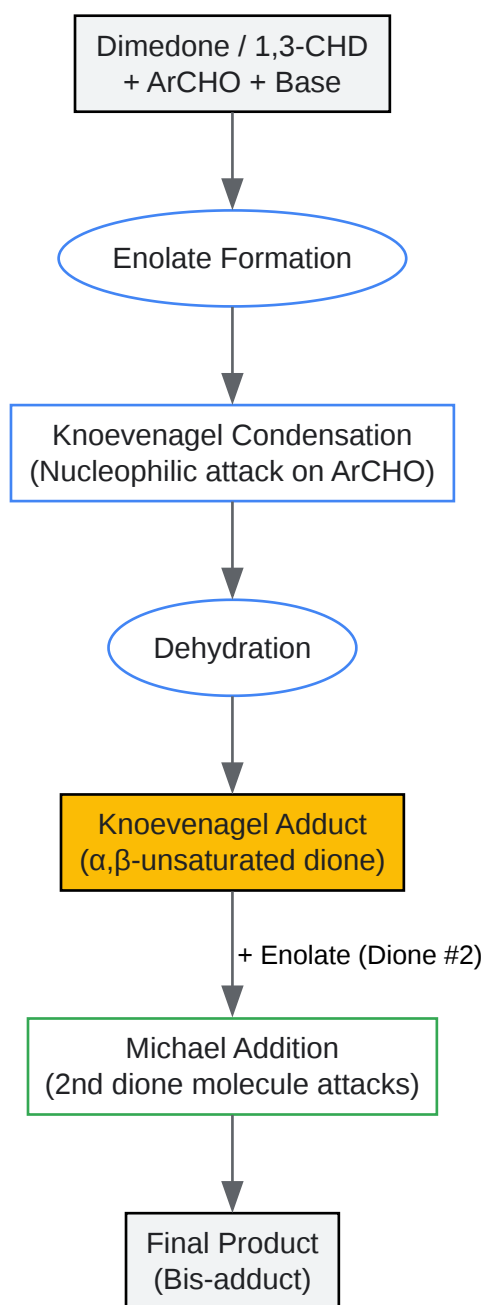 Dimedone / 1,3-CHD
+ ArCHO + Base
Enolate Formation
Knoevenagel Condensation
(Nucleophilic attack on ArCHO)
Dehydration
Knoevenagel Adduct
(α,β-unsaturated dione)
+ Enolate (Dione #2)
Michael Addition
(2nd dione molecule attacks)
Final Product
(Bis-adduct)